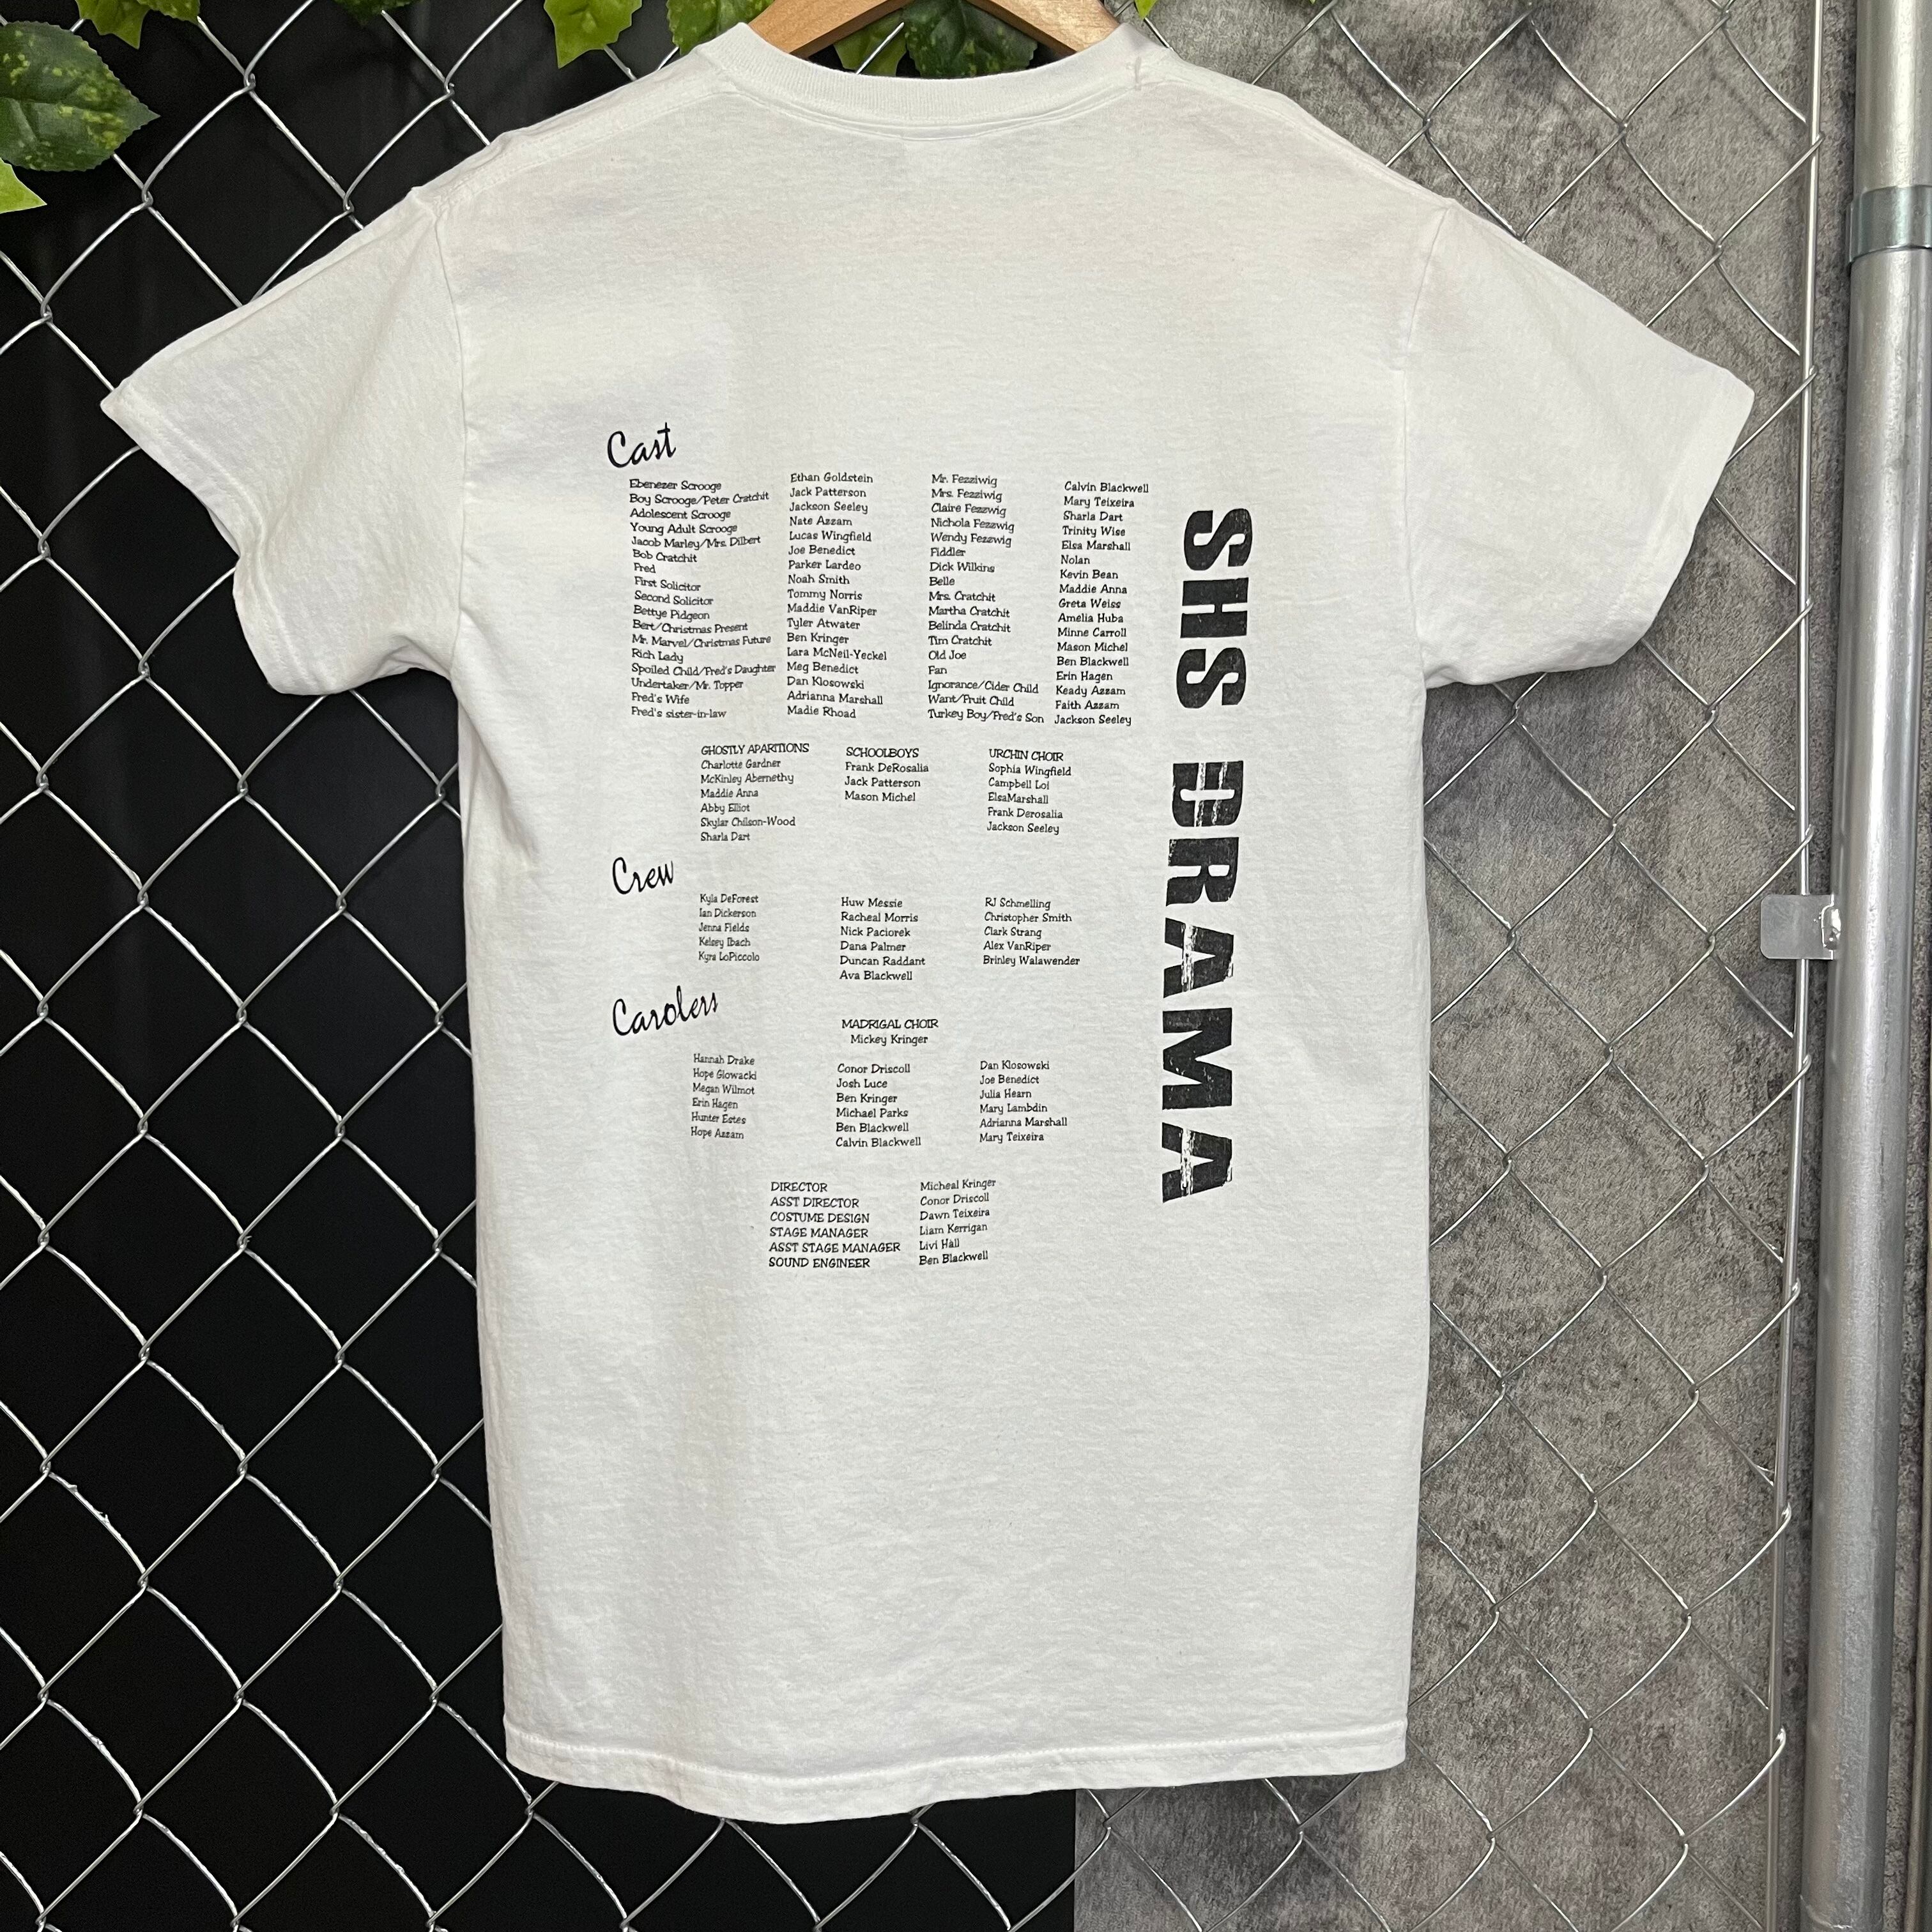 Cast
Ebenezer Scrooge Ethan Goldstein Mr. Fezziwig Calvin Blackwell
Boy Scrooge/Peter Cratchit Jack Patterson Mrs. Fezziwig Mary Teixeira
Adolescent Scrooge Jackson Seeley Claire Fezzwig Sharla Dart
Young Adult Scrooge Nate Azzam Nichola Fezzwig Trinity Wise
Jacob Marley/Mrs. Dilbert Lucas Wingfield Wendy Fezzwig Elsa Marshall
Bob Cratchit Joe Benedict Fiddler Nolan
Fred Parker Lardeo Dick Wilkins Kevin Bean
First Solicitor Noah Smith Belle Maddie Anna
Second Solicitor Tommy Norris Mrs. Cratchit Greta Weiss
Bettye Pidgeon Maddie VanRiper Martha Cratchit Amelia Huba
Bert/Christmas Present Tyler Atwater Belinda Cratchit Minne Carroll
Mr. Marvel/Christmas Future Ben Kringer Tim Cratchit Mason Michel
Rich Lady Lara McNeil-Yeckel Old Joe Ben Blackwell
Spoiled Child/Fred's Daughter Meg Benedict Fan Erin Hagen
Undertaker/Mr. Topper Dan Klosowski Ignorance/Cider Child Keady Azzam
Fred's Wife Adrianna Marshall Want/Fruit Child Faith Azzam
Fred's sister-in-law Madie Rhoad Turkey Boy/Fred's Son Jackson Seeley
GHOSTLY APARITIONS SCHOOLBOYS URCHIN CHOIR
Charlotte Gardner Frank DeRosalia Sophia Wingfield
McKinley Abernethy Jack Patterson Campbell Loi
Maddie Anna Mason Michel ElsaMarshall
Abby Elliot Frank Derosalia
Skylar Chilson-Wood Jackson Seeley
Sharla Dart
Crew
Kyla DeForest Huw Messie RJ Schmelling
Ian Dickerson Racheal Morris Christopher Smith
Jenna Fields Nick Paciorek Clark Strang
Kelsey Ibach Dana Palmer Alex VanRiper
Kyra LoPiccolo Duncan Raddant Brinley Walawender
Ava Blackwell
Carolers
MADRIGAL CHOIR
Mickey Kringer
Hannah Drake Conor Driscoll Dan Klosowski
Hope Glowacki Josh Luce Joe Benedict
Megan Wilmot Ben Kringer Julia Hearn
Erin Hagen Michael Parks Mary Lambdin
Hunter Estes Ben Blackwell Adrianna Marshall
Hope Azzam Calvin Blackwell Mary Teixeira
DIRECTOR Micheal Kringer
ASST DIRECTOR Conor Driscoll
COSTUME DESIGN Dawn Teixeira
STAGE MANAGER Liam Kerrigan
ASST STAGE MANAGER Livi Hall
SOUND ENGINEER Ben Blackwell
SHS DRAMA